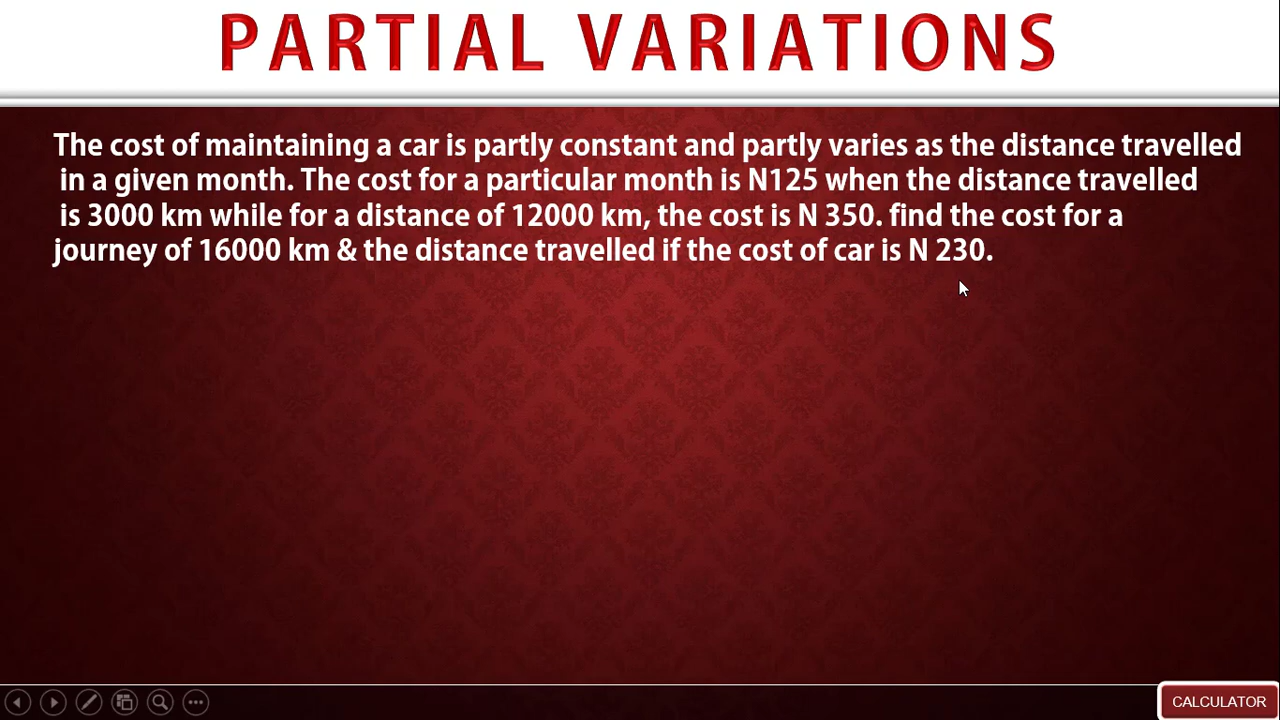 PARTIAL VARIATIONS
The cost of maintaining a car is partly constant and partly varies as the distance travelled
in a given month. The cost for a particular month is N125 when the distance travelled
is 3000 km while for a distance of 12000 km, the cost is N 350. find the cost for a
journey of 16000 km & the distance travelled if the cost of car is N 230.
CALCULATOR